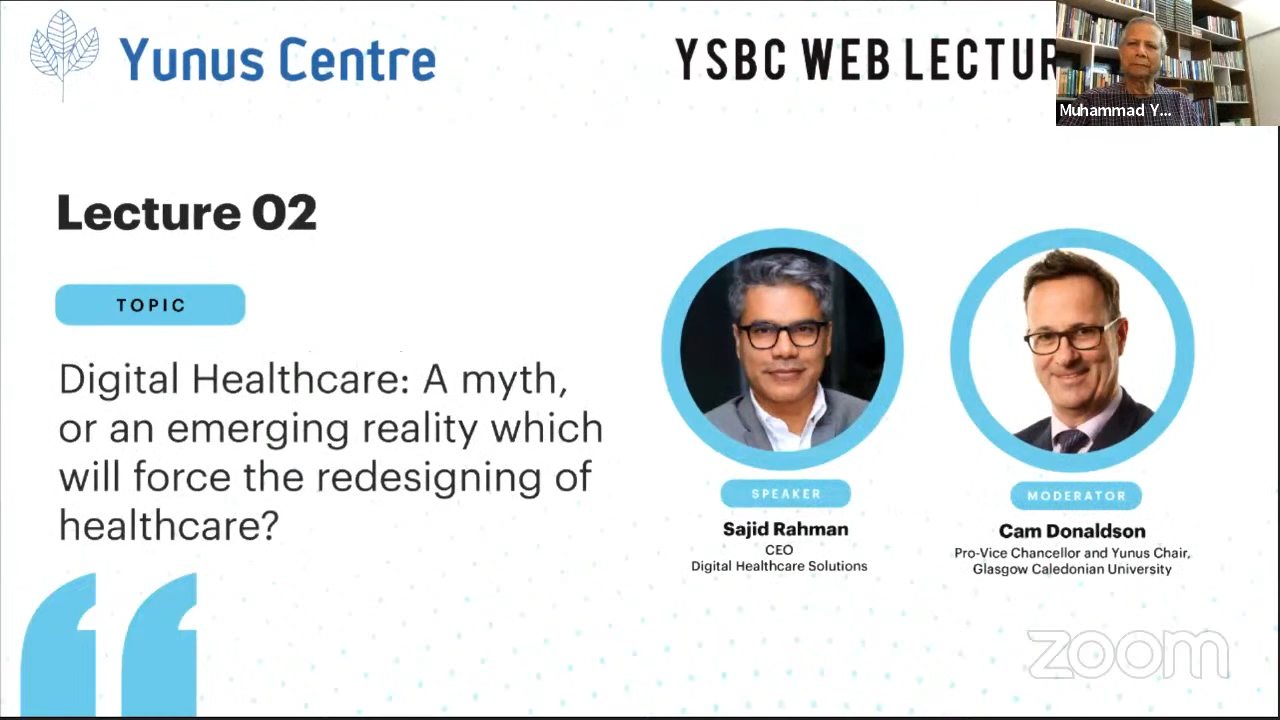 Yunus Centre
YSBC WEB LECTUR
Muhammad Y...
Lecture 02
TOPIC
Digital Healthcare: A myth,
or an emerging reality which
will force the redesigning of
healthcare?
SPEAKER
Sajid Rahman
CEO
Digital Healthcare Solutions
MODERATOR
Cam Donaldson
Pro-Vice Chancellor and Yunus Chair,
Glasgow Caledonian University
zoom